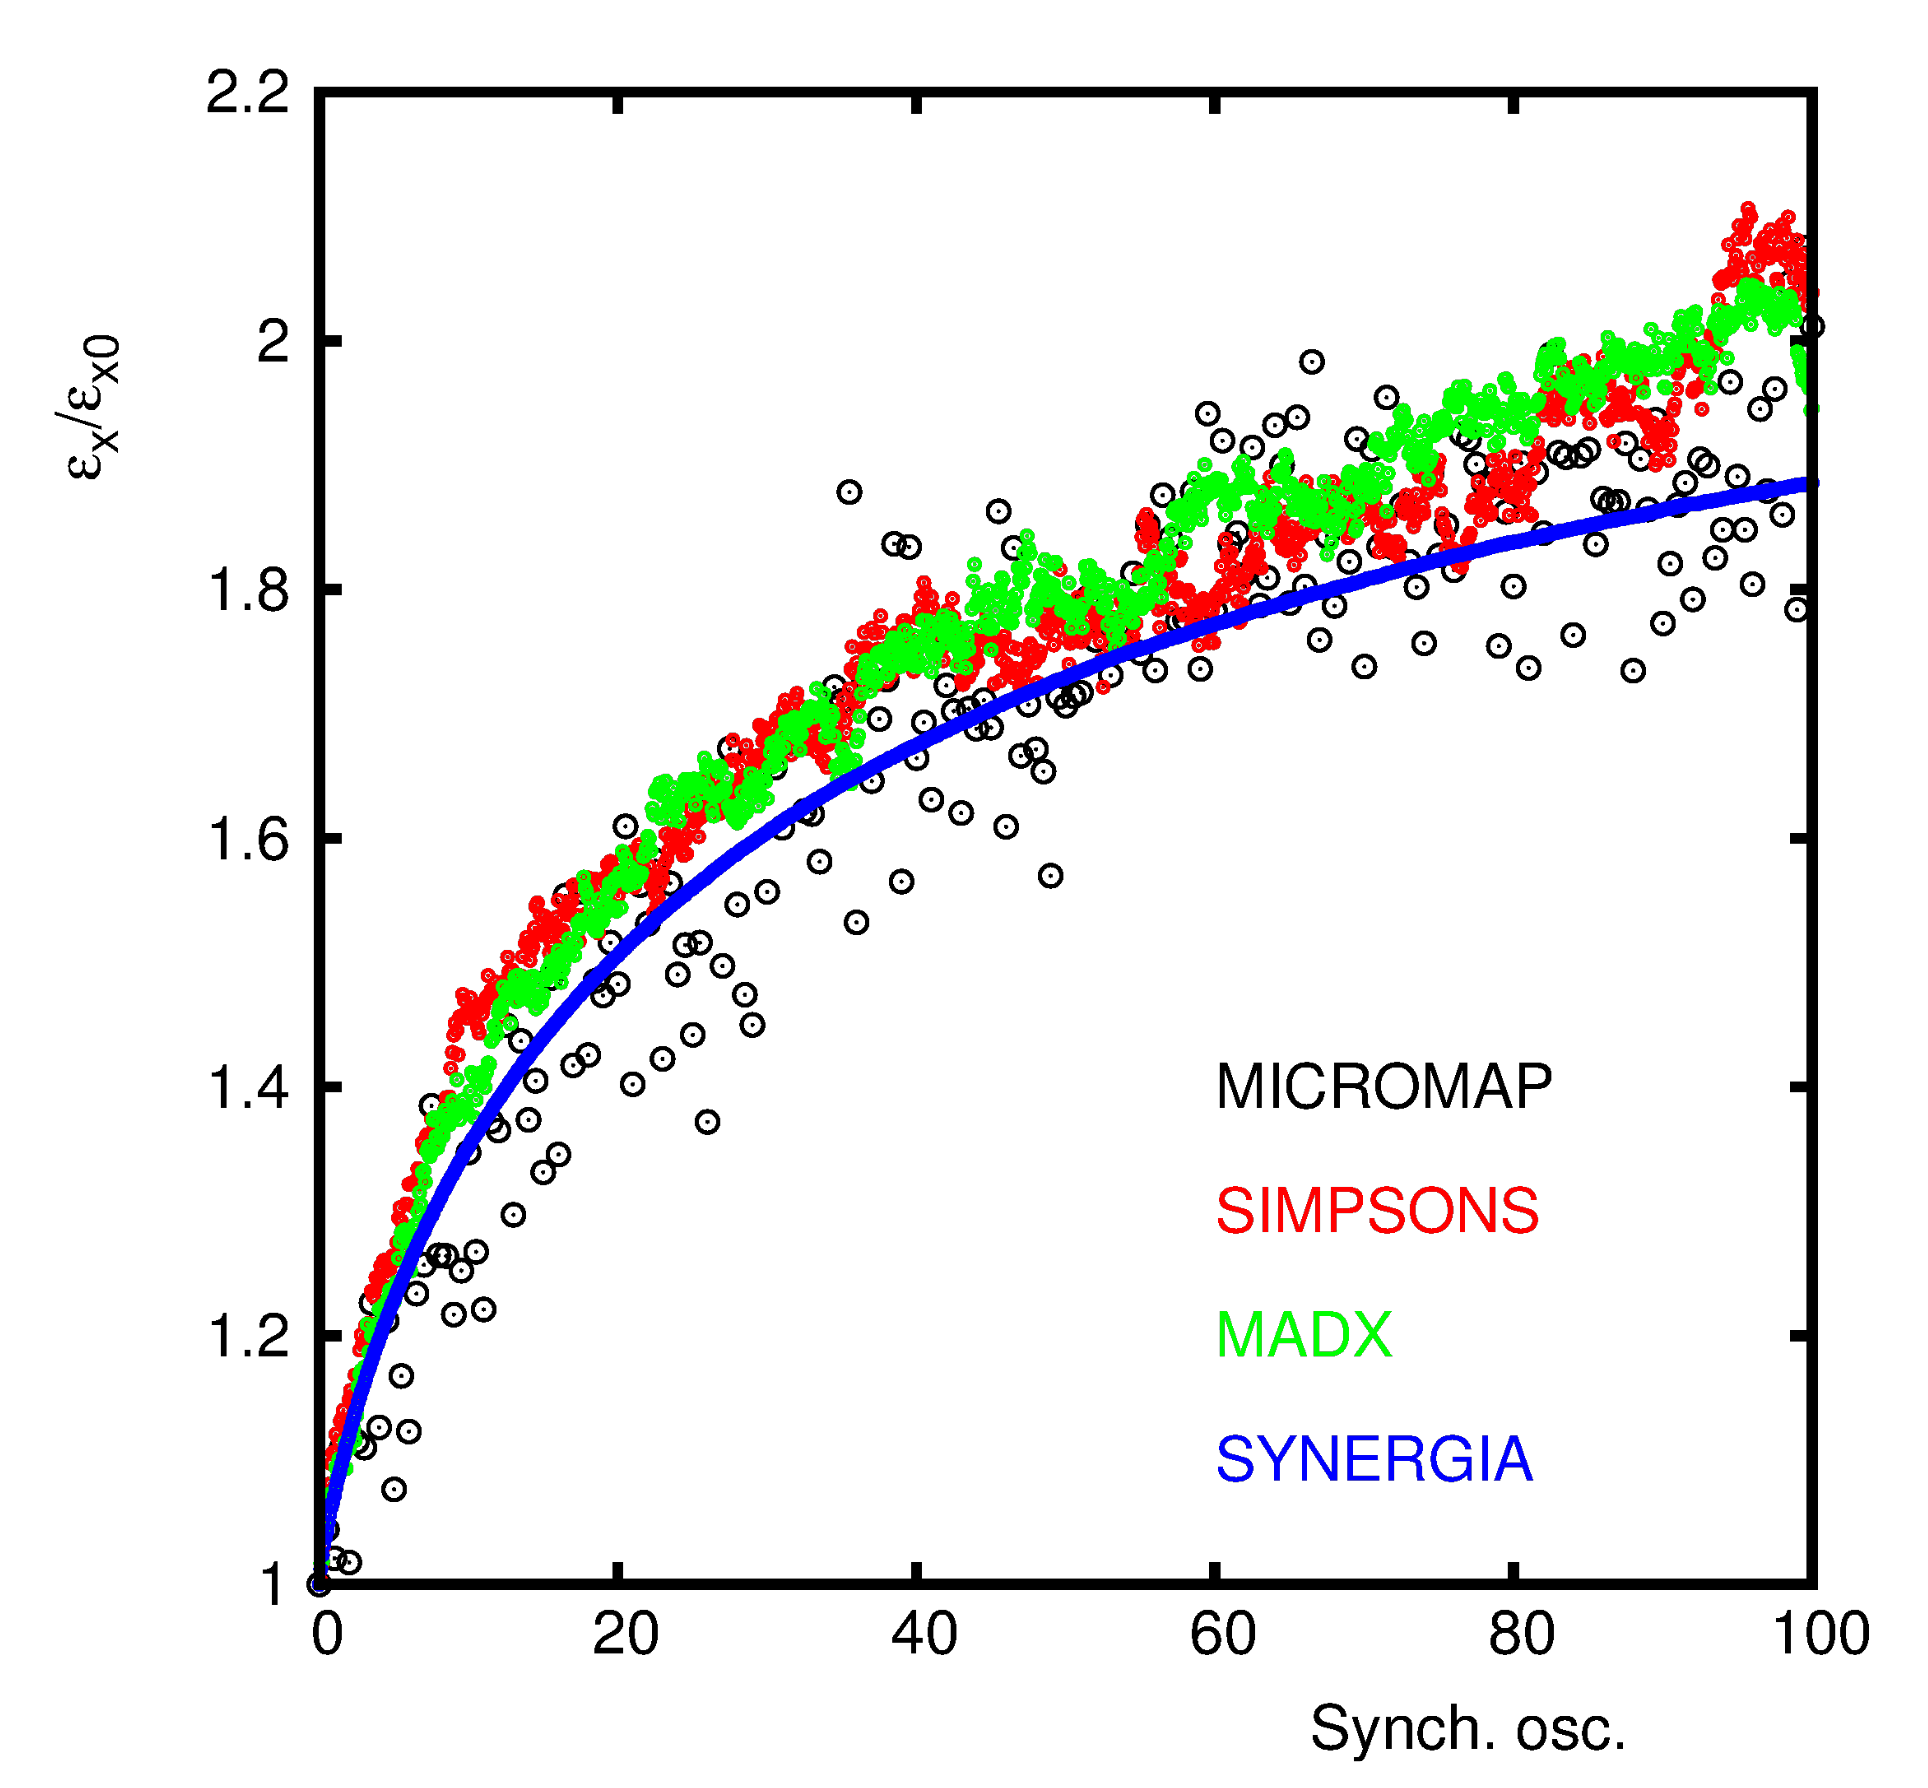 2.2
2
1.8
1.6
1.4
1.2
1
εx/εx0
MICROMAP
SIMPSONS
MADX
SYNERGIA
0 20 40 60 80 100
Synch. osc.